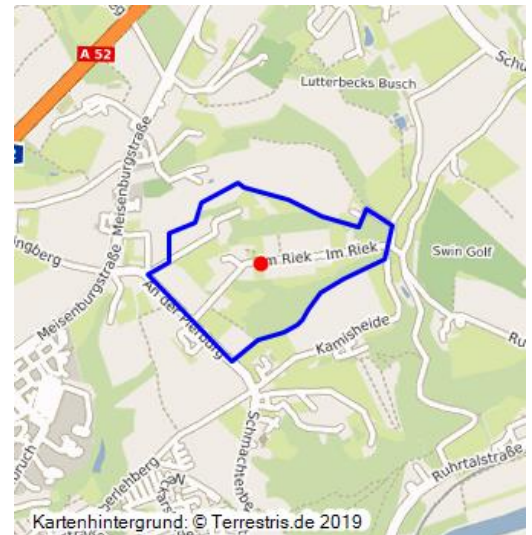 A 52
Lutterbecks Busch
Meisenburgstraße
Im Riek
Im Riek
Swin Golf
Meisenburgstraße
An der Pierburg
Kamisheide
Ruhrtalstraße
Kartenhintergrund: © Terrestris.de 2019